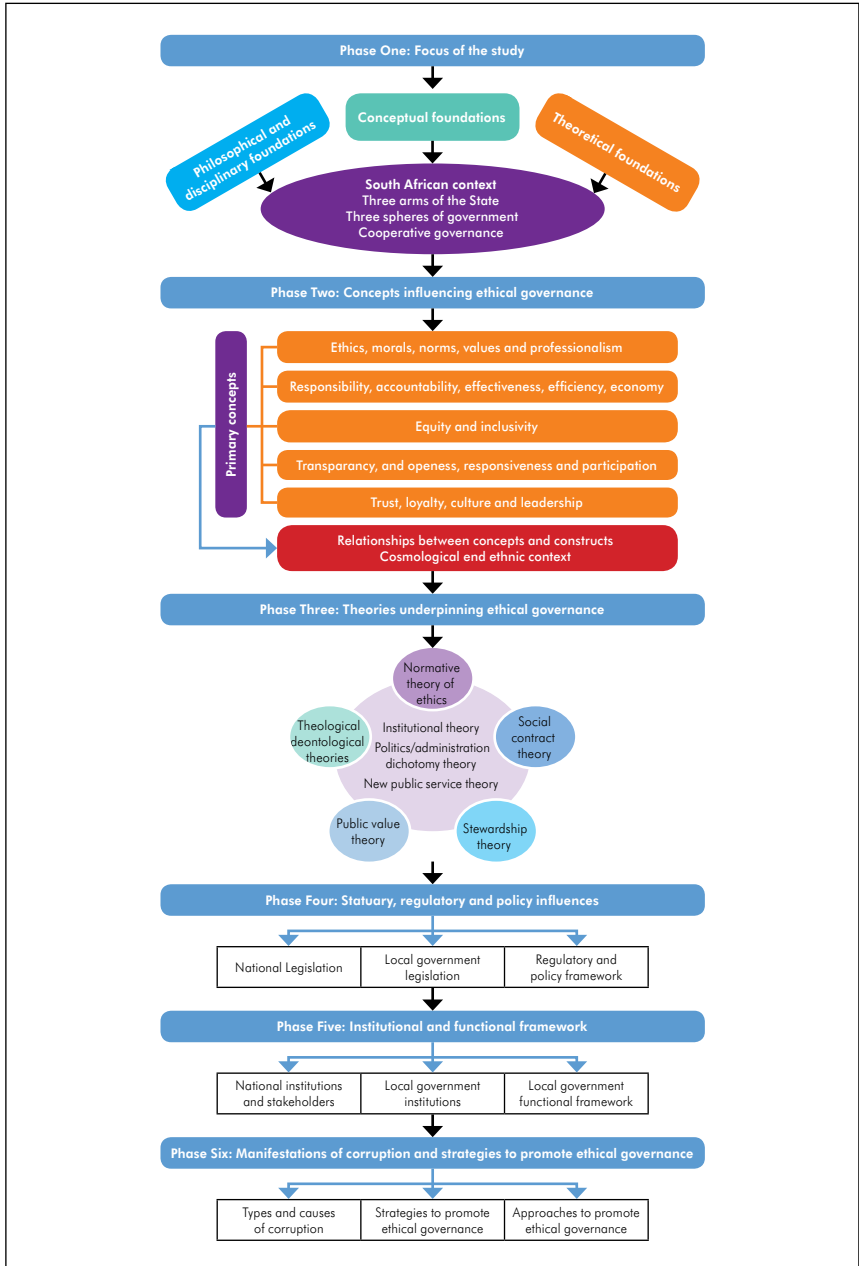 Phase One: Focus of the study
Philosophical and
disciplinary foundations
Conceptual foundations
Theoretical foundations
South African context
Three arms of the State
Three spheres of government
Cooperative governance
Phase Two: Concepts influencing ethical governance
Primary concepts
Ethics, morals, norms, values and professionalism
Responsibility, accountability, effectiveness, efficiency, economy
Equity and inclusivity
Transparancy, and openess, responsiveness and participation
Trust, loyalty, culture and leadership
Relationships between concepts and constructs
Cosmological end ethnic context
Phase Three: Theories underpinning ethical governance
Normative
theory of
ethics
Theological
deontological
theories
Institutional theory
Politics/administration
dichotomy theory
New public service theory
Social
contract
theory
Public value
theory
Stewardship
theory
Phase Four: Statuary, regulatory and policy influences
National Legislation
Local government
legislation
Regulatory and
policy framework
Phase Five: Institutional and functional framework
National institutions
and stakeholders
Local government
institutions
Local government
functional framework
Phase Six: Manifestations of corruption and strategies to promote ethical governance
Types and causes
of corruption
Strategies to promote
ethical governance
Approaches to promote
ethical governance